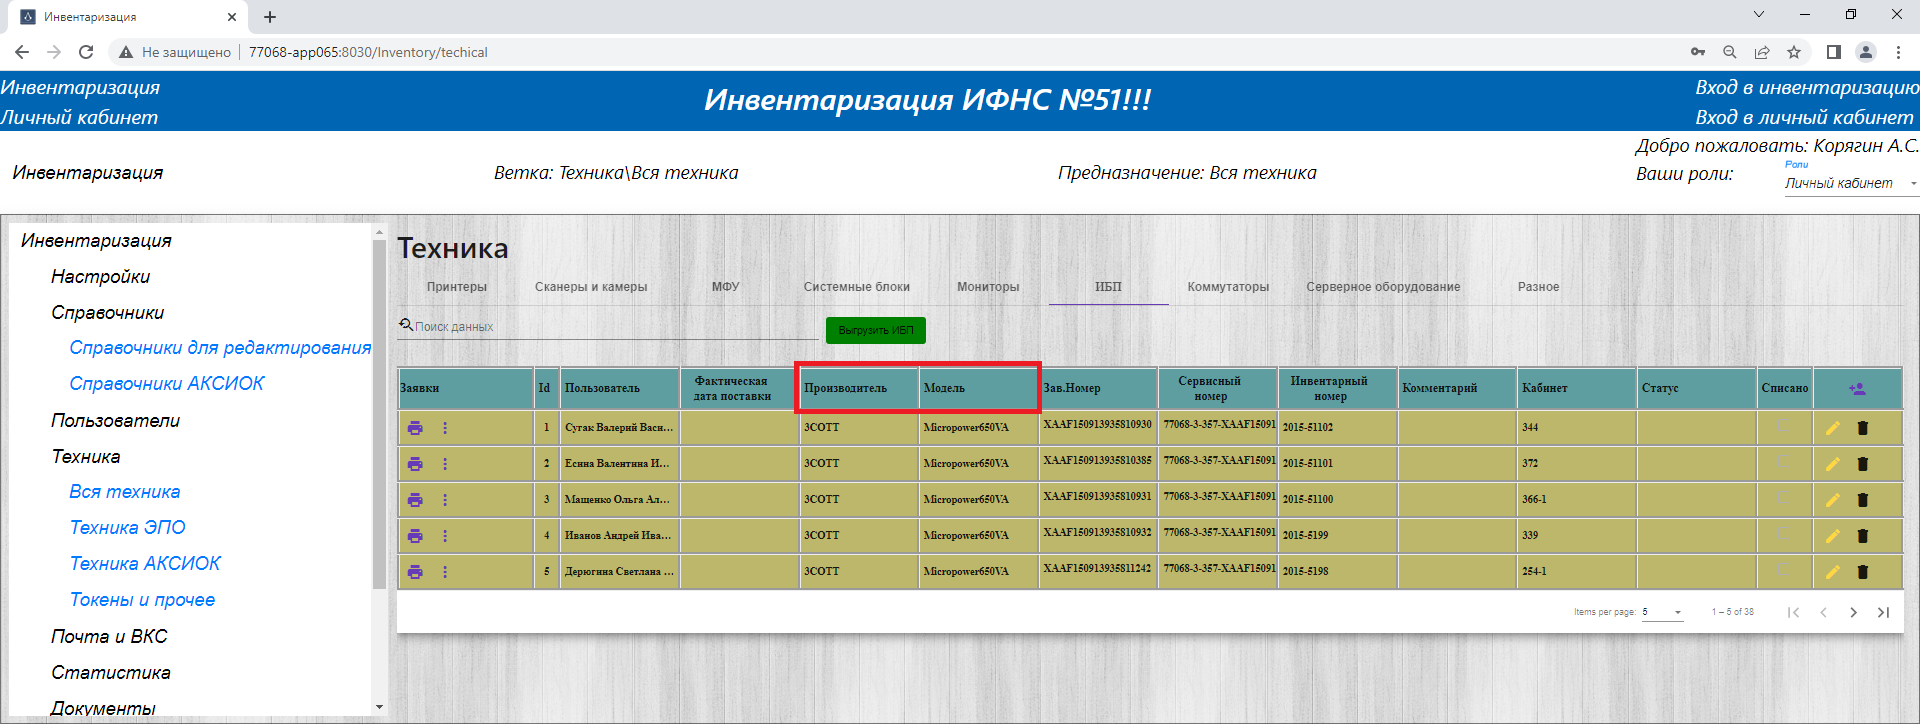 Инвентаризация
Не защищено
77068-app065:8030/Inventory/techical
Инвентаризация
Личный кабинет
Инвентаризация ИФНС №51!!!
Вход в инвентаризацию
Вход в личный кабинет
Добро пожаловать: Корягин А.С.
Инвентаризация
Ветка: Техника\Вся техника
Предназначение: Вся техника
Ваши роли:
Роли
Личный кабинет
Инвентаризация
Настройки
Справочники
Справочники для редактирования
Справочники АКСИОК
Пользователи
Техника
Вся техника
Техника ЭПО
Техника АКСИОК
Токены и прочее
Почта и ВКС
Статистика
Документы
Техника
Принтеры Сканеры и камеры МФУ Системные блоки Мониторы ИБП Коммутаторы Серверное оборудование Разное
Поиск данных
Выгрузить ИБП
Заявки Id Пользователь Фактическая дата поставки Производитель Модель Зав.Номер Сервисный номер Инвентарный номер Комментарий Кабинет Статус Списано
1 Сугак Валерий Васи... 3COTT Micropower650VA XAAF150913935810930 77068-3-357-XAAF15091 2015-51102 344
2 Есина Валентина И... 3COTT Micropower650VA XAAF150913935810385 77068-3-357-XAAF15091 2015-51101 372
3 Мащенко Ольга Ал... 3COTT Micropower650VA XAAF150913935810931 77068-3-357-XAAF15091 2015-51100 366-1
4 Иванов Андрей Ива... 3COTT Micropower650VA XAAF150913935810932 77068-3-357-XAAF15091 2015-5199 339
5 Дерюгина Светлана ... 3COTT Micropower650VA XAAF150913935811242 77068-3-357-XAAF15091 2015-5198 254-1
Items per page: 5
1 – 5 of 38